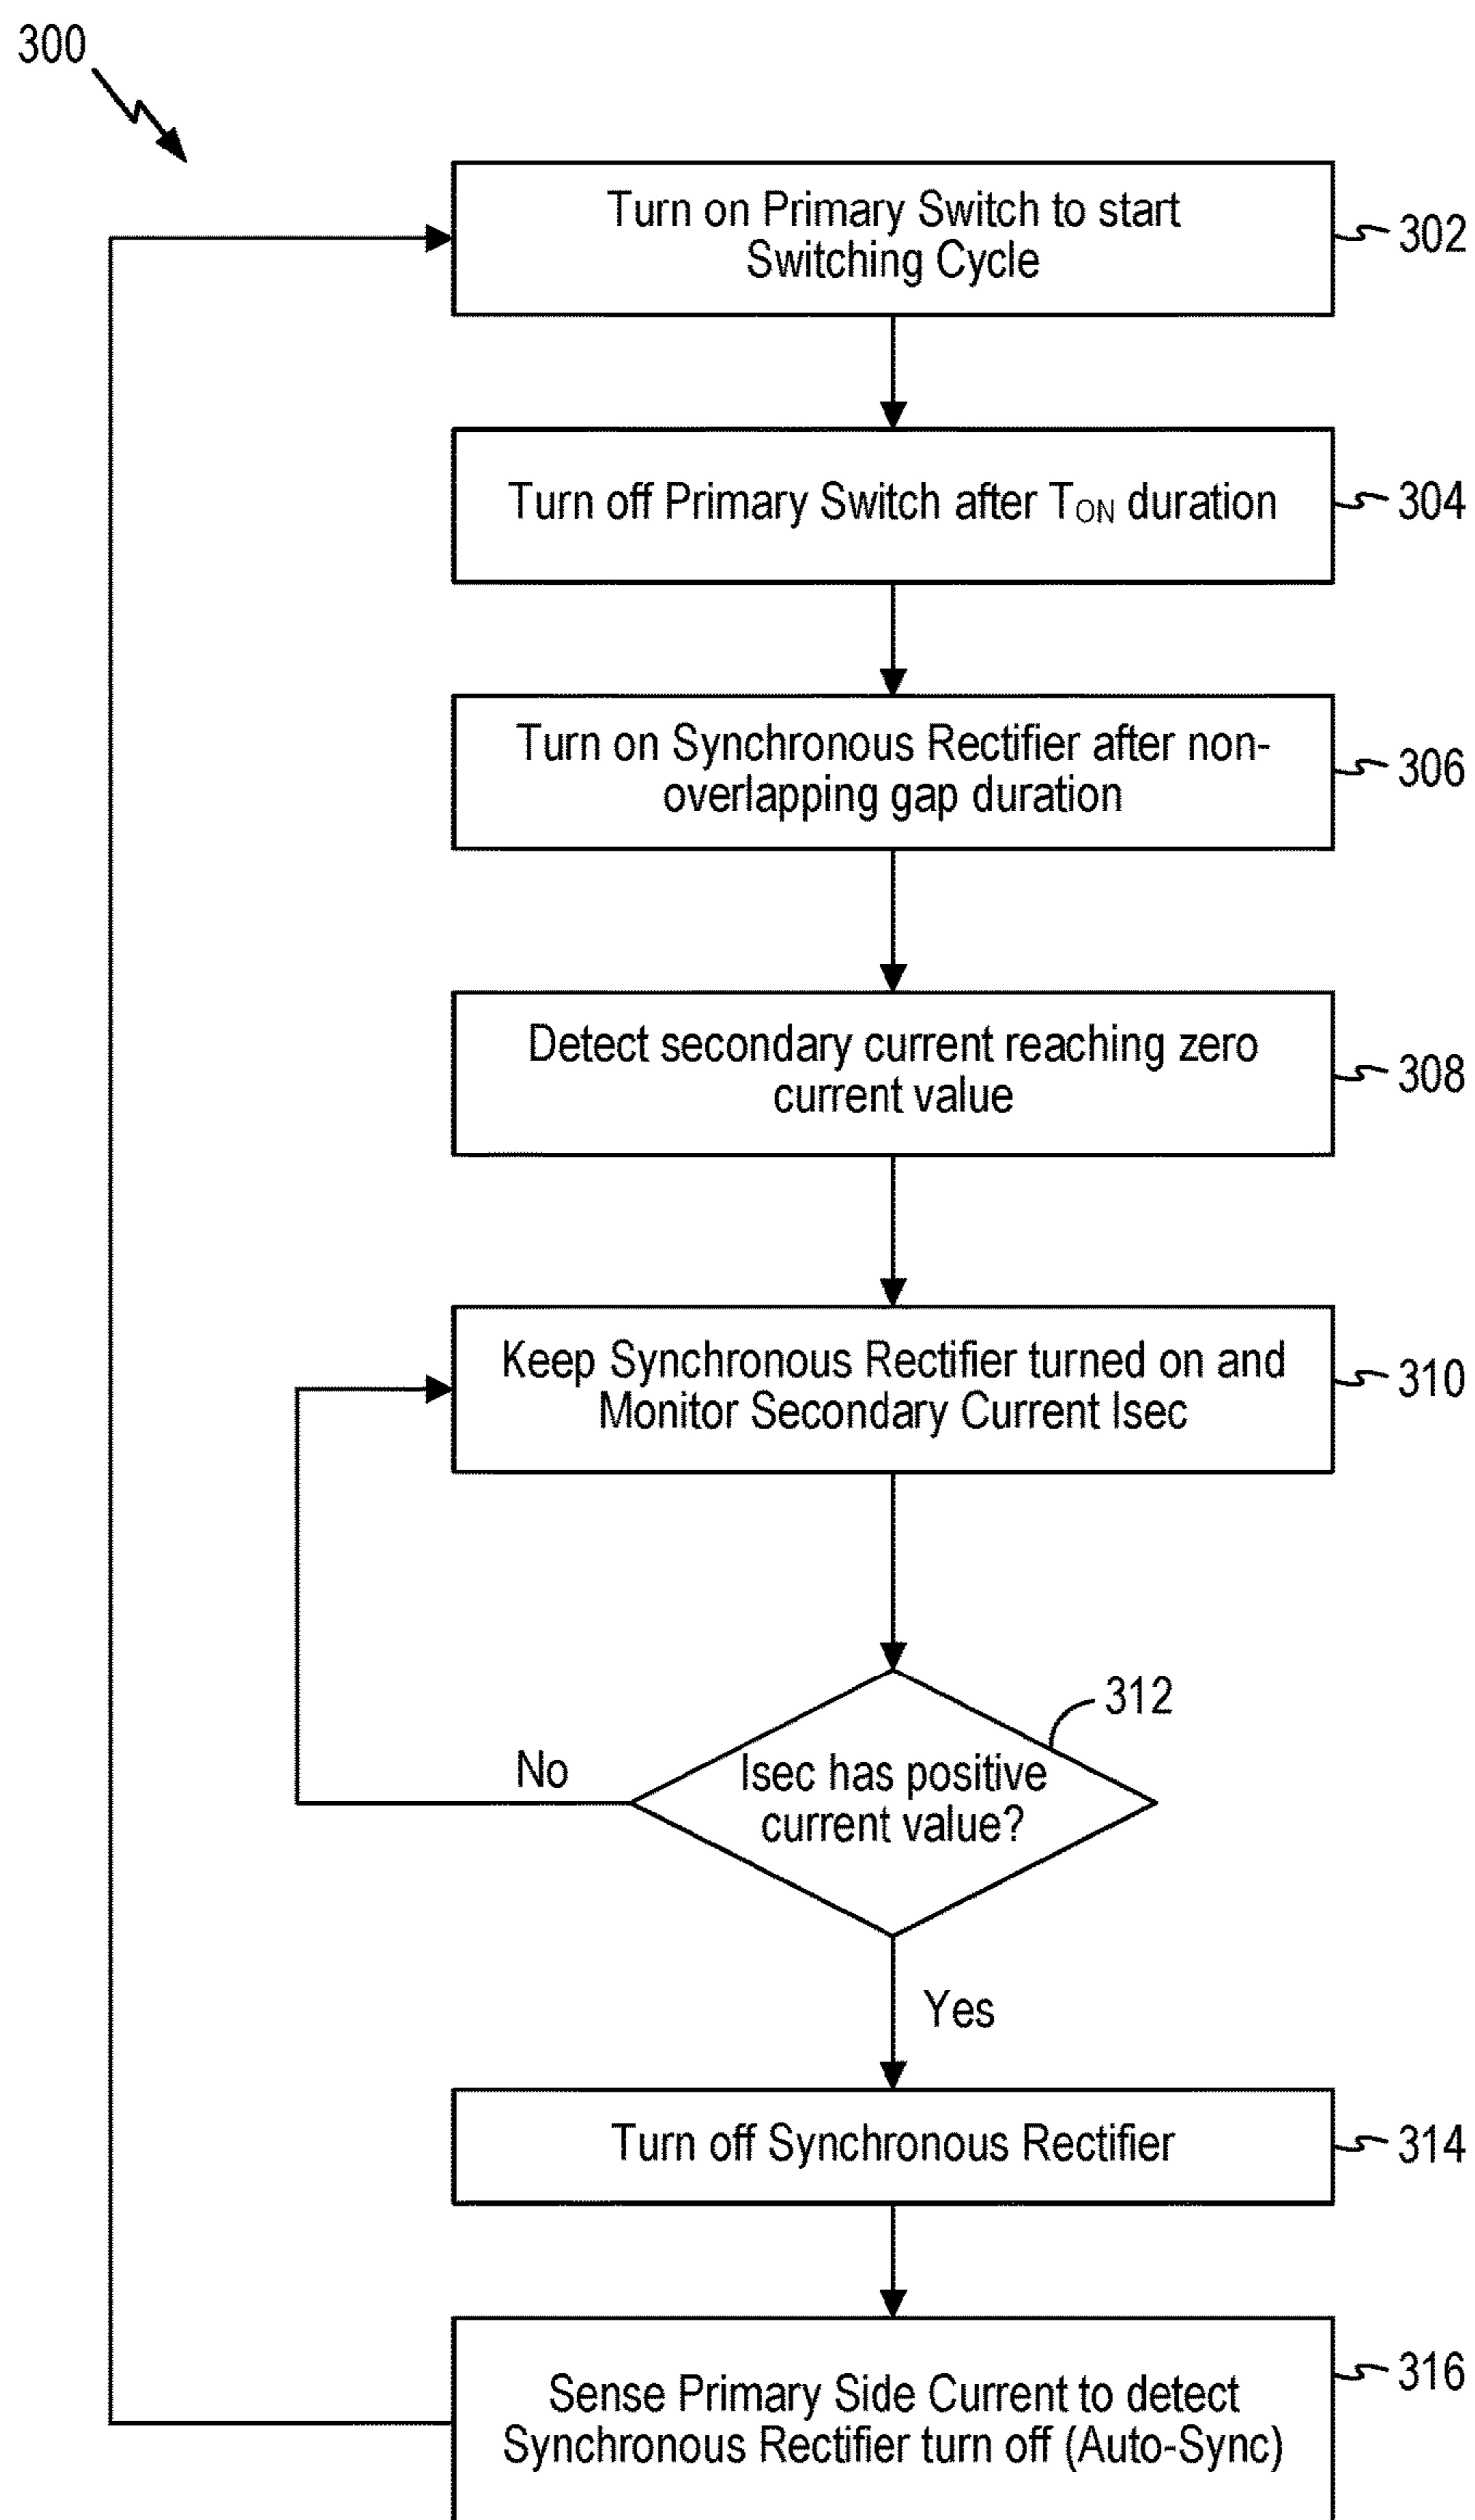 300
Turn on Primary Switch to start
Switching Cycle
302
Turn off Primary Switch after TON duration
304
Turn on Synchronous Rectifier after non-
overlapping gap duration
306
Detect secondary current reaching zero
current value
308
Keep Synchronous Rectifier turned on and
Monitor Secondary Current Isec
310
312
Isec has positive
current value?
No
Yes
Turn off Synchronous Rectifier
314
Sense Primary Side Current to detect
Synchronous Rectifier turn off (Auto-Sync)
316